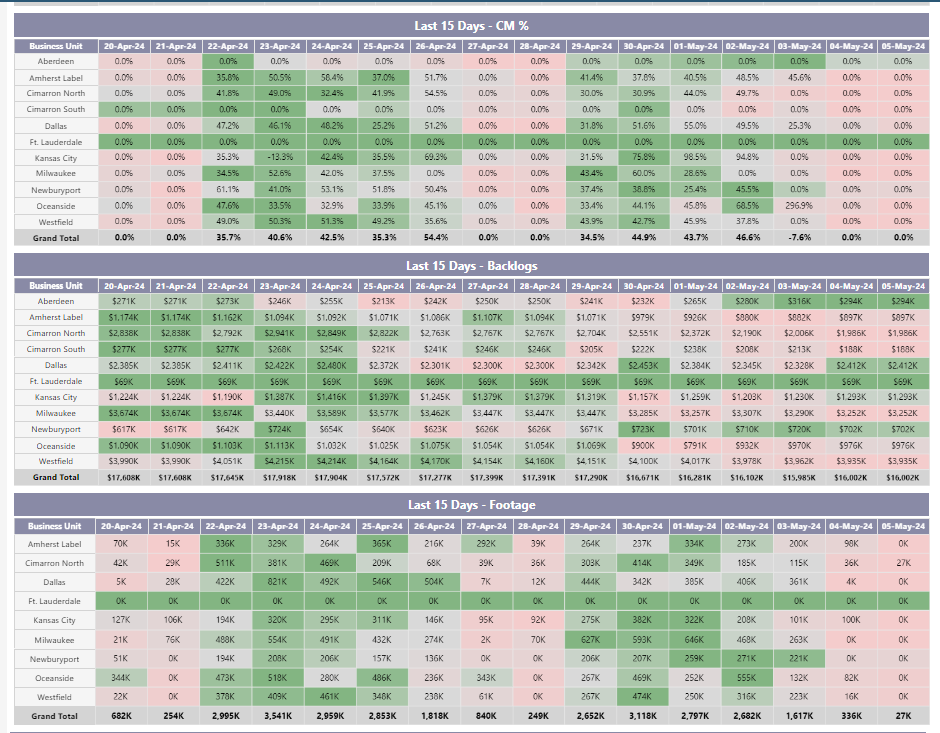 Last 15 Days - CM %
Business Unit 20-Apr-24 21-Apr-24 22-Apr-24 23-Apr-24 24-Apr-24 25-Apr-24 26-Apr-24 27-Apr-24 28-Apr-24 29-Apr-24 30-Apr-24 01-May-24 02-May-24 03-May-24 04-May-24 05-May-24
Aberdeen 0.0% 0.0% 0.0% 0.0% 0.0% 0.0% 0.0% 0.0% 0.0% 0.0% 0.0% 0.0% 0.0% 0.0% 0.0% 0.0%
Amherst Label 0.0% 0.0% 35.8% 50.5% 58.4% 37.0% 51.7% 0.0% 0.0% 41.4% 37.8% 40.5% 48.5% 45.6% 0.0% 0.0%
Cimarron North 0.0% 0.0% 41.8% 49.0% 32.4% 41.9% 54.5% 0.0% 0.0% 30.0% 30.9% 44.0% 49.7% 0.0% 0.0% 0.0%
Cimarron South 0.0% 0.0% 0.0% 0.0% 0.0% 0.0% 0.0% 0.0% 0.0% 0.0% 0.0% 0.0% 0.0% 0.0% 0.0% 0.0%
Dallas 0.0% 0.0% 47.2% 46.1% 48.2% 25.2% 51.2% 0.0% 0.0% 31.8% 51.6% 55.0% 49.5% 25.3% 0.0% 0.0%
Ft. Lauderdale 0.0% 0.0% 0.0% 0.0% 0.0% 0.0% 0.0% 0.0% 0.0% 0.0% 0.0% 0.0% 0.0% 0.0% 0.0% 0.0%
Kansas City 0.0% 0.0% 35.3% -13.3% 42.4% 35.5% 69.3% 0.0% 0.0% 31.5% 75.8% 98.5% 94.8% 0.0% 0.0% 0.0%
Milwaukee 0.0% 0.0% 34.5% 52.6% 42.0% 37.5% 0.0% 0.0% 0.0% 43.4% 60.0% 28.6% 0.0% 0.0% 0.0% 0.0%
Newburyport 0.0% 0.0% 61.1% 41.0% 53.1% 51.8% 50.4% 0.0% 0.0% 37.4% 38.8% 25.4% 45.5% 0.0% 0.0% 0.0%
Oceanside 0.0% 0.0% 47.6% 33.5% 32.9% 33.9% 45.1% 0.0% 0.0% 33.4% 44.1% 45.8% 68.5% 296.9% 0.0% 0.0%
Westfield 0.0% 0.0% 49.0% 50.3% 51.3% 49.2% 35.6% 0.0% 0.0% 43.9% 42.7% 45.9% 37.8% 0.0% 0.0% 0.0%
Grand Total 0.0% 0.0% 35.7% 40.6% 42.5% 35.3% 54.4% 0.0% 0.0% 34.5% 44.9% 43.7% 46.6% -7.6% 0.0% 0.0%
Last 15 Days - Backlogs
Business Unit 20-Apr-24 21-Apr-24 22-Apr-24 23-Apr-24 24-Apr-24 25-Apr-24 26-Apr-24 27-Apr-24 28-Apr-24 29-Apr-24 30-Apr-24 01-May-24 02-May-24 03-May-24 04-May-24 05-May-24
Aberdeen $271K $271K $273K $246K $255K $213K $242K $250K $250K $241K $232K $265K $280K $316K $294K $294K
Amherst Label $1,174K $1,174K $1,162K $1,094K $1,092K $1,071K $1,086K $1,107K $1,094K $1,071K $979K $926K $880K $882K $897K $897K
Cimarron North $2,838K $2,838K $2,792K $2,941K $2,849K $2,822K $2,763K $2,767K $2,767K $2,704K $2,551K $2,372K $2,190K $2,006K $1,986K $1,986K
Cimarron South $277K $277K $277K $268K $254K $221K $241K $246K $246K $205K $222K $238K $208K $213K $188K $188K
Dallas $2,385K $2,385K $2,411K $2,422K $2,480K $2,372K $2,301K $2,300K $2,300K $2,342K $2,453K $2,384K $2,345K $2,328K $2,412K $2,412K
Ft. Lauderdale $69K $69K $69K $69K $69K $69K $69K $69K $69K $69K $69K $69K $69K $69K $69K $69K
Kansas City $1,224K $1,224K $1,190K $1,387K $1,416K $1,397K $1,245K $1,379K $1,379K $1,319K $1,157K $1,259K $1,203K $1,230K $1,293K $1,293K
Milwaukee $3,674K $3,674K $3,674K $3,440K $3,589K $3,577K $3,462K $3,447K $3,447K $3,447K $3,285K $3,257K $3,307K $3,290K $3,252K $3,252K
Newburyport $617K $617K $642K $724K $654K $640K $623K $626K $626K $671K $723K $701K $710K $720K $702K $702K
Oceanside $1,090K $1,090K $1,103K $1,113K $1,032K $1,025K $1,075K $1,054K $1,054K $1,069K $900K $791K $932K $970K $976K $976K
Westfield $3,990K $3,990K $4,051K $4,215K $4,214K $4,164K $4,170K $4,154K $4,160K $4,151K $4,100K $4,017K $3,978K $3,962K $3,935K $3,935K
Grand Total $17,608K $17,608K $17,645K $17,918K $17,904K $17,572K $17,277K $17,399K $17,391K $17,290K $16,671K $16,281K $16,102K $15,985K $16,002K $16,002K
Last 15 Days - Footage
Business Unit 20-Apr-24 21-Apr-24 22-Apr-24 23-Apr-24 24-Apr-24 25-Apr-24 26-Apr-24 27-Apr-24 28-Apr-24 29-Apr-24 30-Apr-24 01-May-24 02-May-24 03-May-24 04-May-24 05-May-24
Amherst Label 70K 15K 336K 329K 264K 365K 216K 292K 39K 264K 237K 334K 273K 200K 98K 0K
Cimarron North 42K 29K 511K 381K 469K 209K 68K 39K 36K 303K 414K 349K 185K 115K 36K 27K
Dallas 5K 28K 422K 821K 492K 546K 504K 7K 12K 444K 342K 385K 406K 361K 4K 0K
Ft. Lauderdale 0K 0K 0K 0K 0K 0K 0K 0K 0K 0K 0K 0K 0K 0K 0K 0K
Kansas City 127K 106K 194K 320K 295K 311K 146K 95K 92K 275K 382K 322K 208K 101K 100K 0K
Milwaukee 21K 76K 488K 554K 491K 432K 274K 2K 70K 627K 593K 646K 468K 263K 0K 0K
Newburyport 51K 0K 194K 208K 206K 157K 136K 0K 0K 206K 207K 259K 271K 221K 0K 0K
Oceanside 344K 0K 473K 518K 280K 486K 236K 343K 0K 267K 469K 252K 555K 132K 82K 0K
Westfield 22K 0K 378K 409K 461K 348K 238K 61K 0K 267K 474K 250K 316K 223K 16K 0K
Grand Total 682K 254K 2,995K 3,541K 2,959K 2,853K 1,818K 840K 249K 2,652K 3,118K 2,797K 2,682K 1,617K 336K 27K